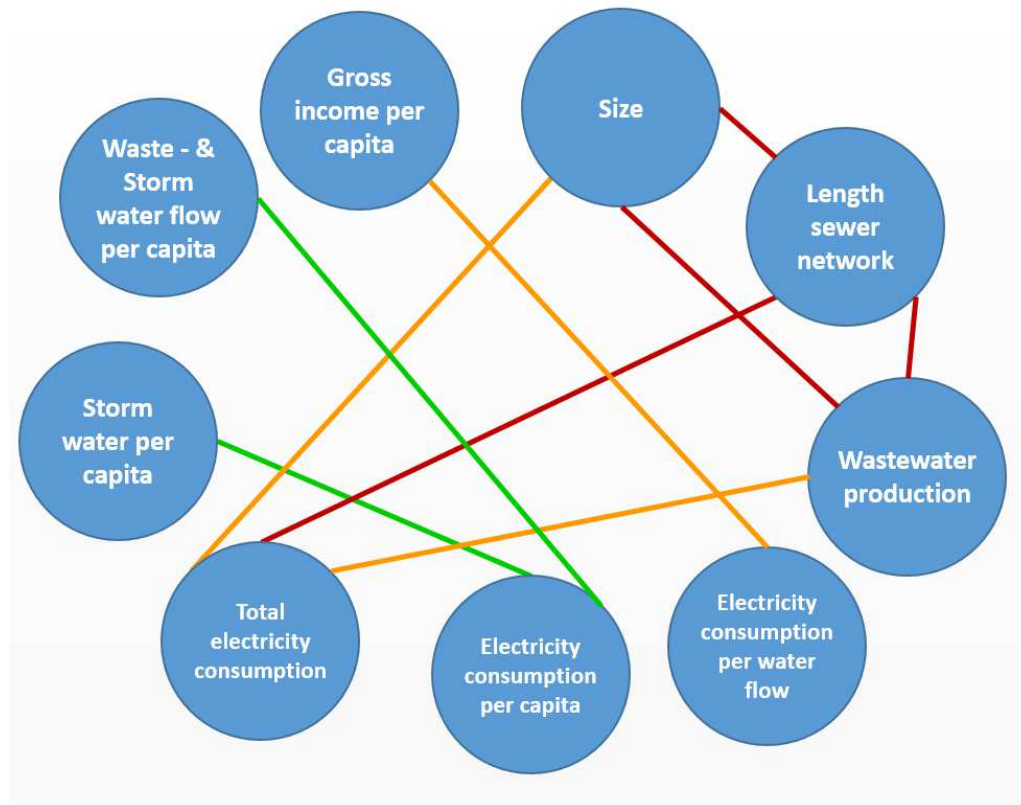 Gross
income per
capita
Size
Waste - &
Storm
water flow
per capita
Length
sewer
network
Storm
water per
capita
Wastewater
production
Total
electricity
consumption
Electricity
consumption
per capita
Electricity
consumption
per water
flow